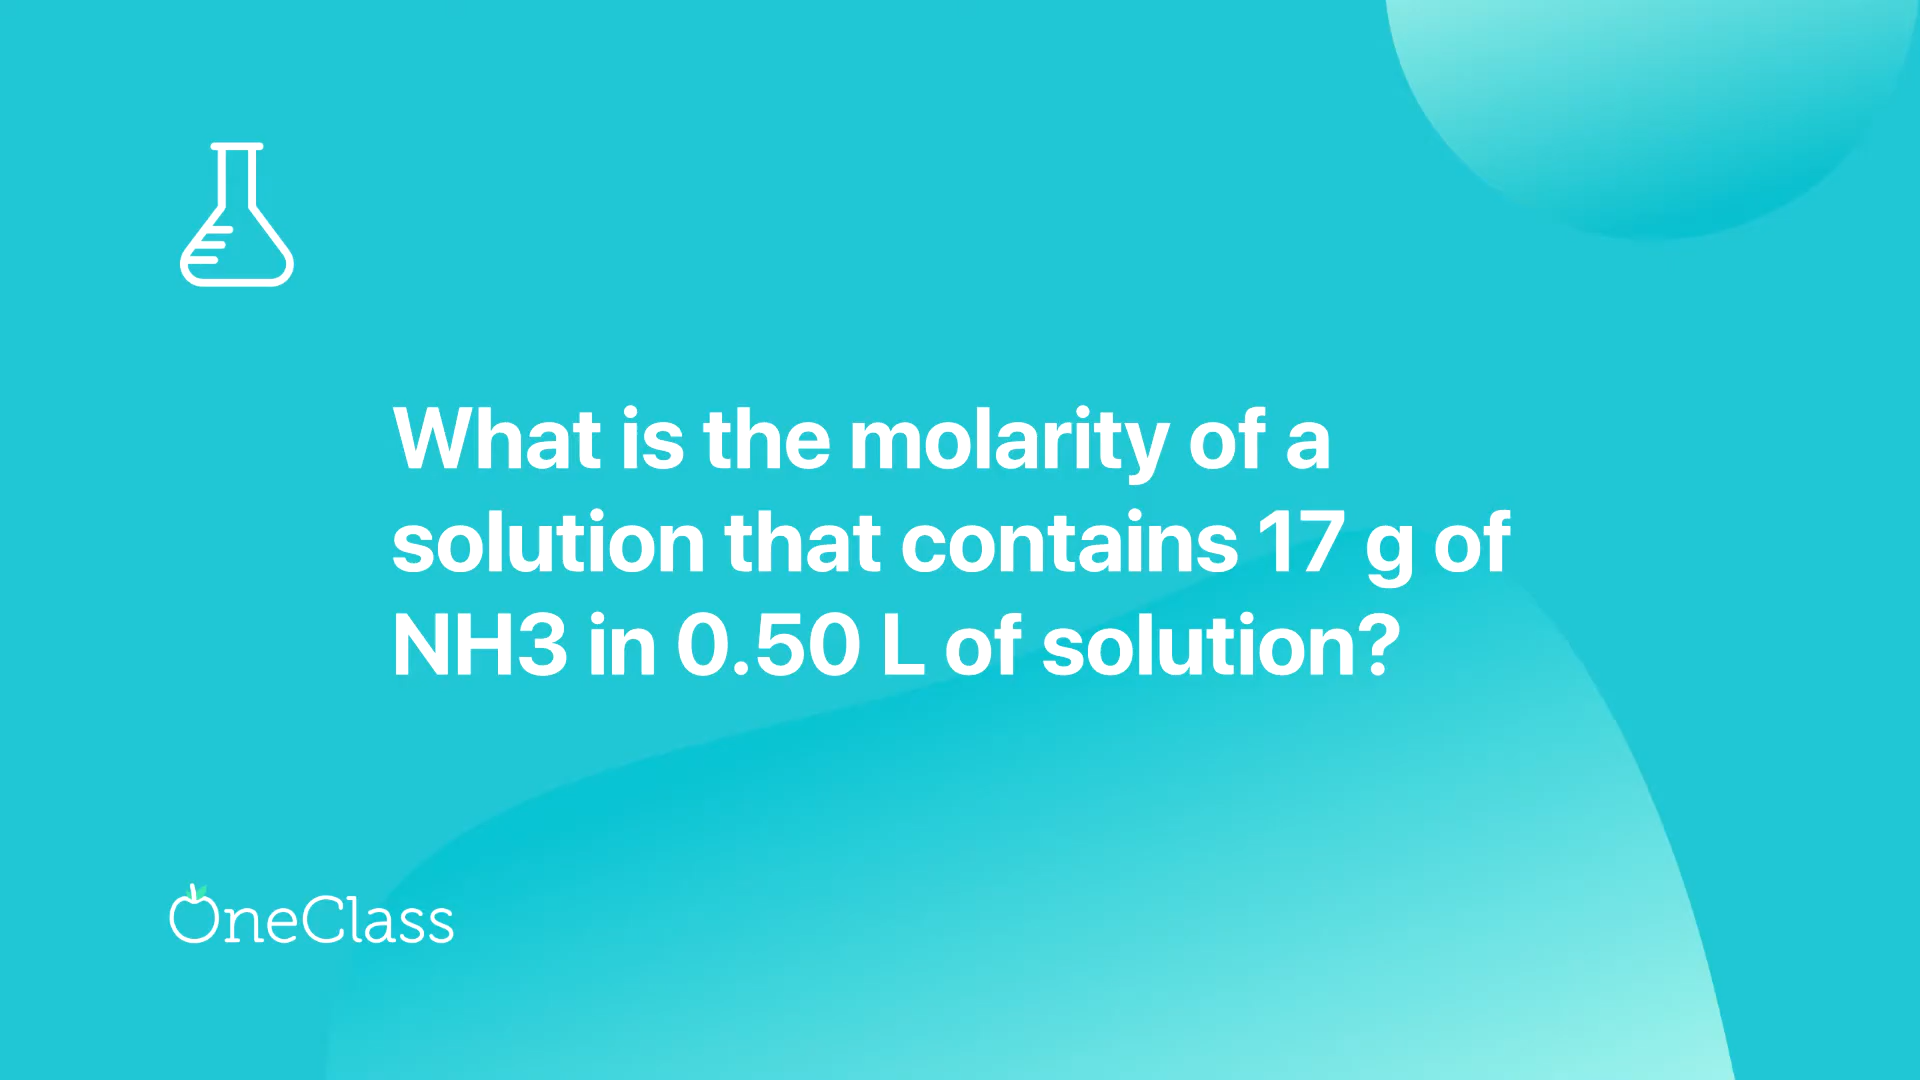 What is the molarity of a
solution that contains 17 g of
NH3 in 0.50 L of solution?
OneClass